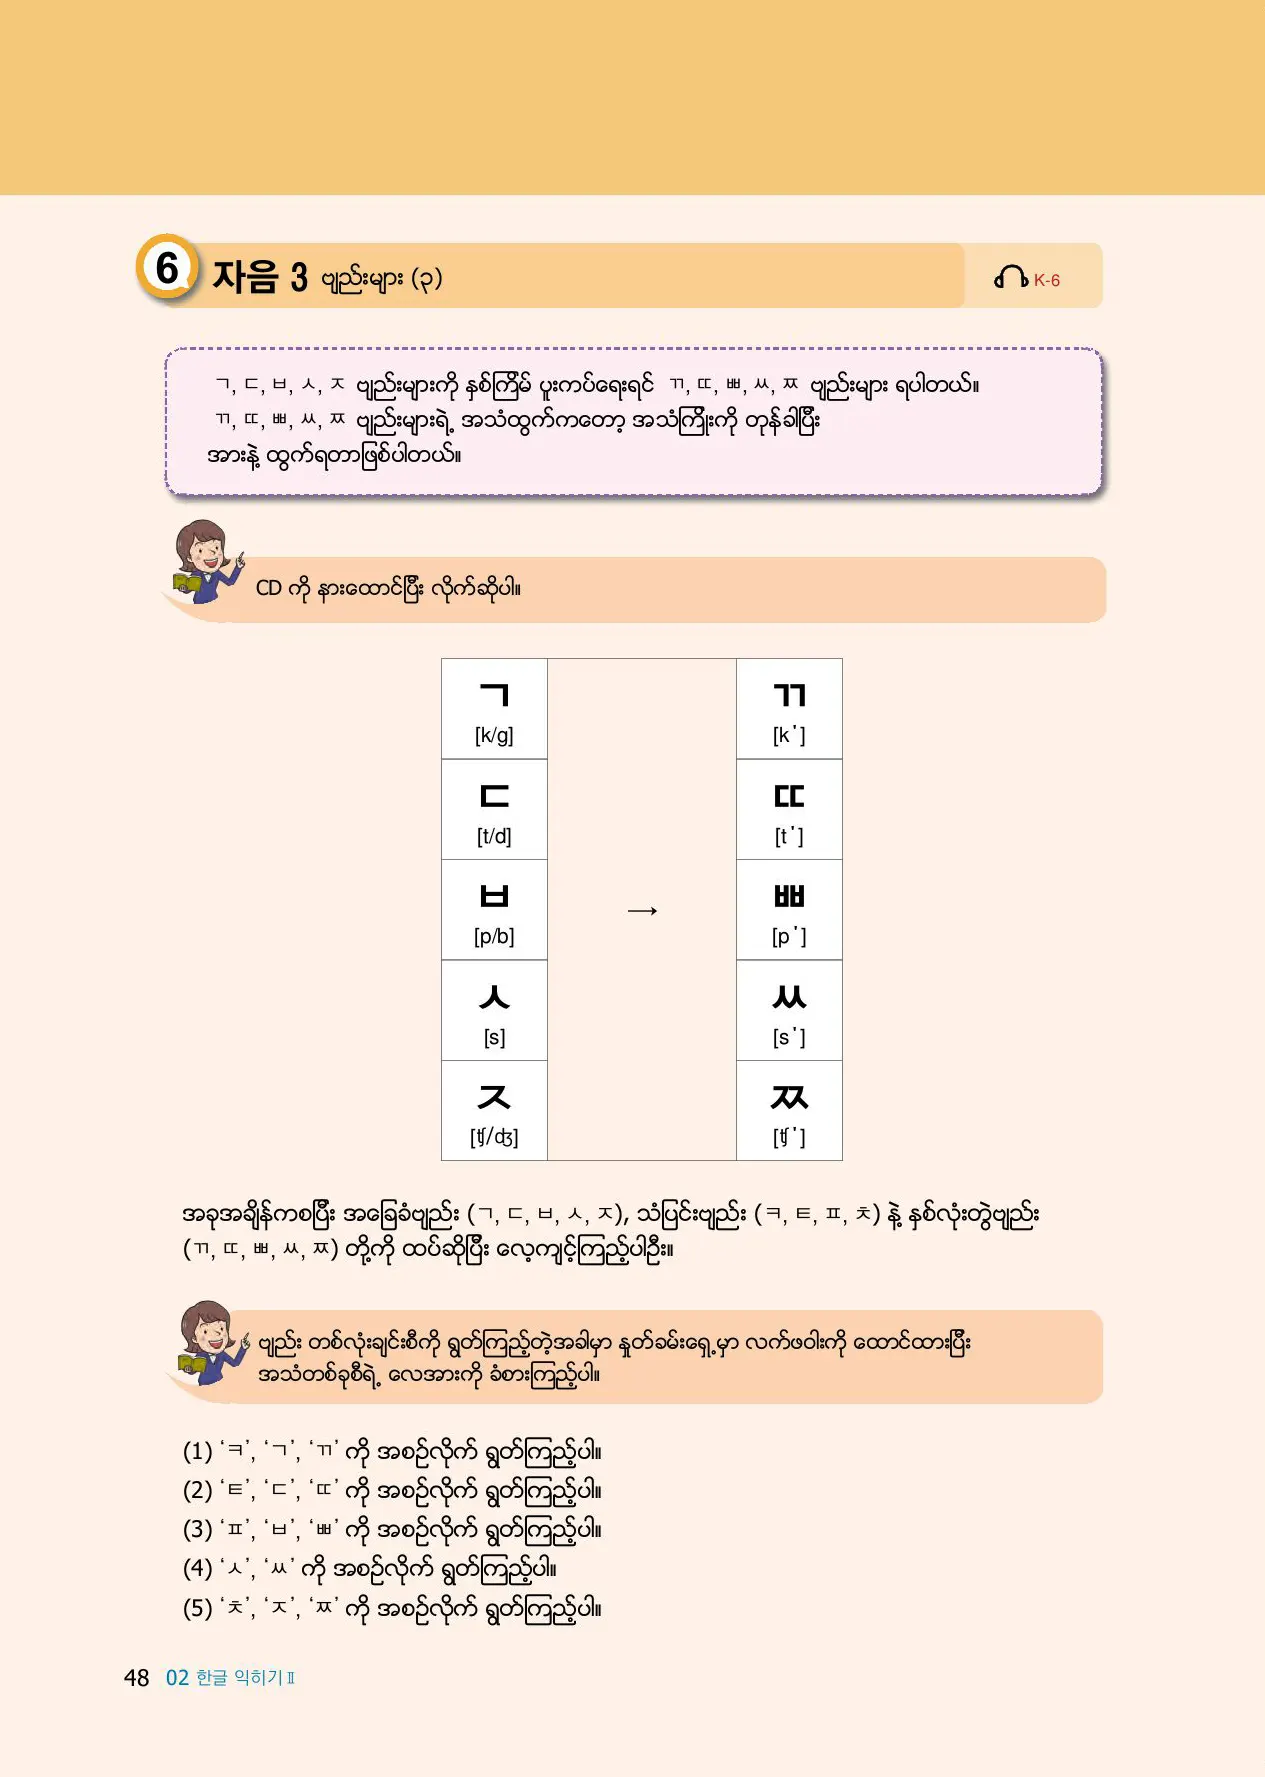 6 자음 3 ဗျည်းများ (၃)
K-6
ㄱ, ㄷ, ㅂ, ㅅ, ㅈ ဗျည်းများကို နှစ်ကြိမ် ပူးကပ်ရေးရင် ㄲ, ㄸ, ㅃ, ㅆ, ㅉ ဗျည်းများ ရပါတယ်။
ㄲ, ㄸ, ㅃ, ㅆ, ㅉ ဗျည်းများရဲ့ အသံထွက်ကတော့ အသံကြိုးကို တုန်ခါပြီး
အားနဲ့ ထွက်ရတာဖြစ်ပါတယ်။
CD ကို နားထောင်ပြီး လိုက်ဆိုပါ။
ㄱ ㄲ
[k/g] [k']
ㄷ ㄸ
[t/d] [t']
ㅂ → ㅃ
[p/b] [p']
ㅅ ㅆ
[s] [s']
ㅈ ㅉ
[ʧ/ʤ] [ʧ']
အခုအချိန်ကစပြီး အခြေခံဗျည်း (ㄱ, ㄷ, ㅂ, ㅅ, ㅈ), သံပြင်းဗျည်း (ㅋ, ㅌ, ㅍ, ㅊ) နဲ့ နှစ်လုံးတွဲဗျည်း
(ㄲ, ㄸ, ㅃ, ㅆ, ㅉ) တို့ကို ထပ်ဆိုပြီး လေ့ကျင့်ကြည့်ပါဦး။
ဗျည်း တစ်လုံးချင်းစီကို ရွတ်ကြည့်တဲ့အခါမှာ နှုတ်ခမ်းရှေ့မှာ လက်ဖဝါးကို ထောင်ထားပြီး
အသံတစ်ခုစီရဲ့ လေအားကို ခံစားကြည့်ပါ။
(1) ‘ㅋ’, ‘ㄱ’, ‘ㄲ’ ကို အစဉ်လိုက် ရွတ်ကြည့်ပါ။
(2) ‘ㅌ’, ‘ㄷ’, ‘ㄸ’ ကို အစဉ်လိုက် ရွတ်ကြည့်ပါ။
(3) ‘ㅍ’, ‘ㅂ’, ‘ㅃ’ ကို အစဉ်လိုက် ရွတ်ကြည့်ပါ။
(4) ‘ㅅ’, ‘ㅆ’ ကို အစဉ်လိုက် ရွတ်ကြည့်ပါ။
(5) ‘ㅊ’, ‘ㅈ’, ‘ㅉ’ ကို အစဉ်လိုက် ရွတ်ကြည့်ပါ။
48 02 한글 익히기Ⅱ